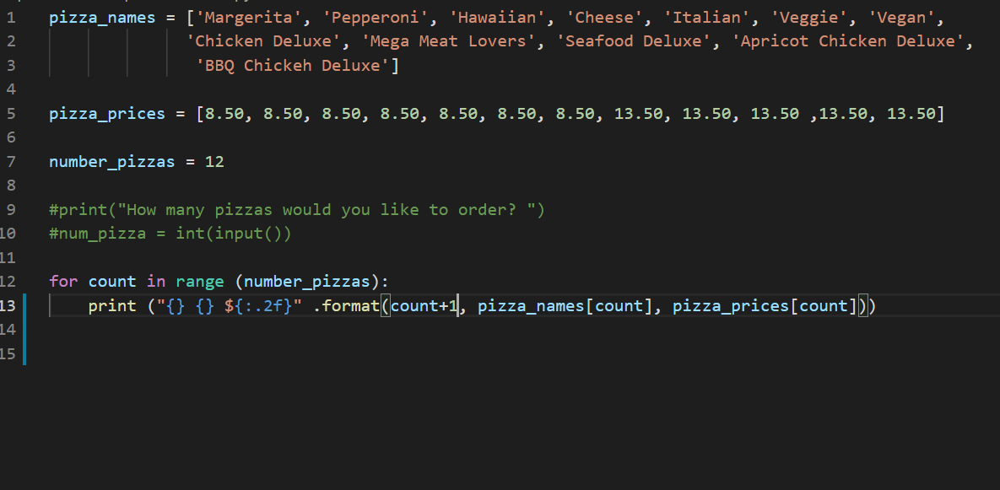 1 pizza_names = ['Margerita', 'Pepperoni', 'Hawaiian', 'Cheese', 'Italian', 'Veggie', 'Vegan',
2 'Chicken Deluxe', 'Mega Meat Lovers', 'Seafood Deluxe', 'Apricot Chicken Deluxe',
3 'BBQ Chickeh Deluxe']
4
5 pizza_prices = [8.50, 8.50, 8.50, 8.50, 8.50, 8.50, 8.50, 13.50, 13.50, 13.50 ,13.50, 13.50]
6
7 number_pizzas = 12
8
9 #print("How many pizzas would you like to order? ")
10 #num_pizza = int(input())
11
12 for count in range (number_pizzas):
13 print ("{} {} ${:.2f}" .format(count+1, pizza_names[count], pizza_prices[count]))
14
15